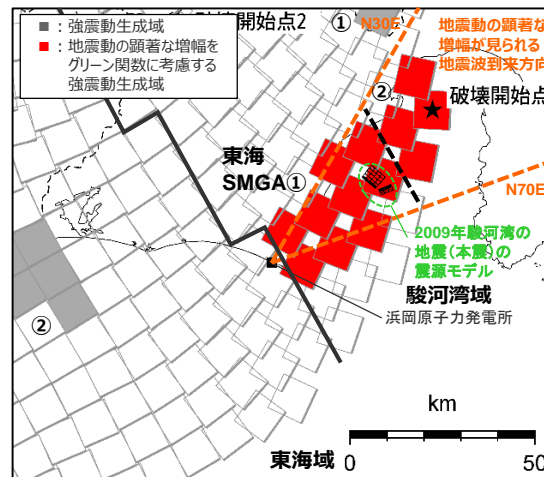 ：強震動生成域
：地震動の顕著な増幅を
グリーン関数に考慮する
強震動生成域
破壊開始点2
①
N30E
地震動の顕著な
増幅が見られる
地震波到来方向
②
破壊開始点
東海
SMGA①
N70E
2009年駿河湾の
地震(本震)の
震源モデル
駿河湾域
浜岡原子力発電所
②
km
東海域
0
50